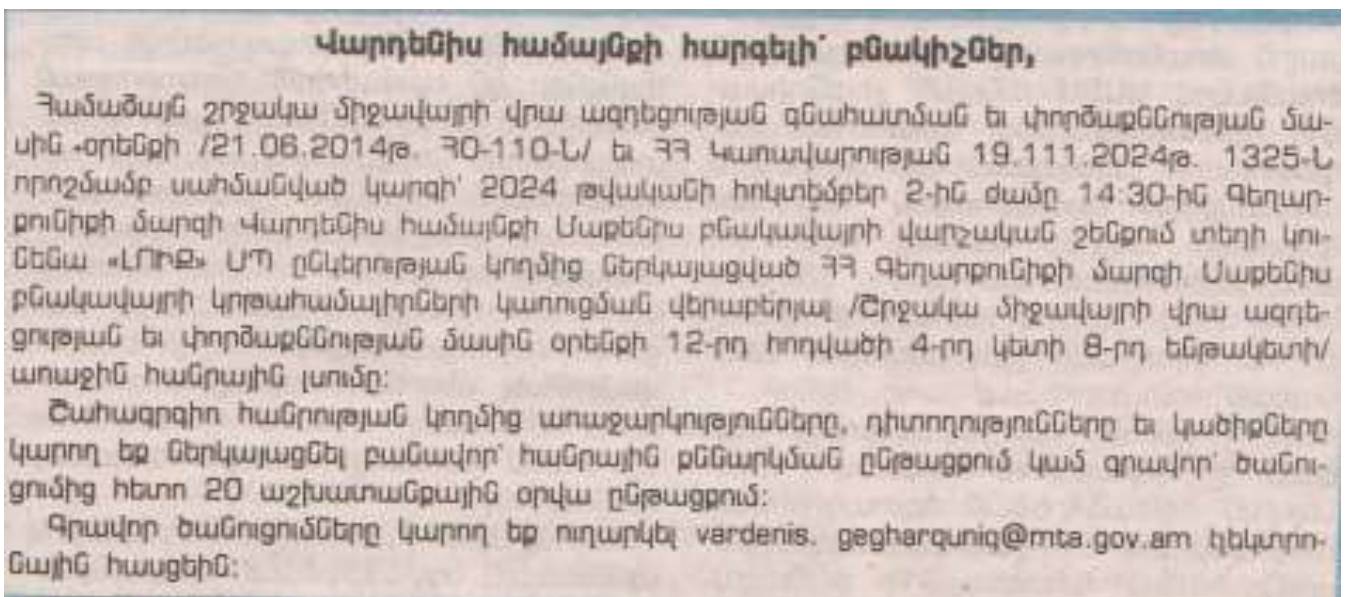 Վարդենիս համայնքի հարգելի՛ բնակիչներ,
Համաձայն շրջակա միջավայրի վրա ազդեցության գնահատման եւ փորձաքննության մա-
սին «օրենքի /21.06.2014թ. ՀՕ-110-Ն/ եւ ՀՀ Կառավարության 19.111.2024թ. 1325-Ն
որոշմամբ սահմանված կարգի՝ 2024 թվականի հոկտեմբեր 2-ին ժամը 14:30-ին Գեղար-
քունիքի մարզի Վարդենիս համայնքի Մաքենիս բնակավայրի վարչական շենքում տեղի կու-
նենա «ԼՌԻՔ» ՍՊ ընկերության կողմից ներկայացված ՀՀ Գեղարքունիքի մարզի Մաքենիս
բնակավայրի կրթահամալիրների կառուցման վերաբերյալ /Շրջակա միջավայրի վրա ազդե-
ցության եւ փորձաքննության մասին օրենքի 12-րդ հոդվածի 4-րդ կետի 8-րդ ենթակետի/
առաջին հանրային լսումը:
Շահագրգիռ հանրության կողմից առաջարկությունները, դիտողությունները եւ կածիքները
կարող եք ներկայացնել բանավոր՝ հանրային քննարկման ընթացքում կամ գրավոր՝ ծանու-
ցումից հետո 20 աշխատանքային օրվա ընթացքում:
Գրավոր ծանուցումները կարող եք ուղարկել vardenis. gegharquniq@mta.gov.am էլեկտրո-
նային հասցեին: